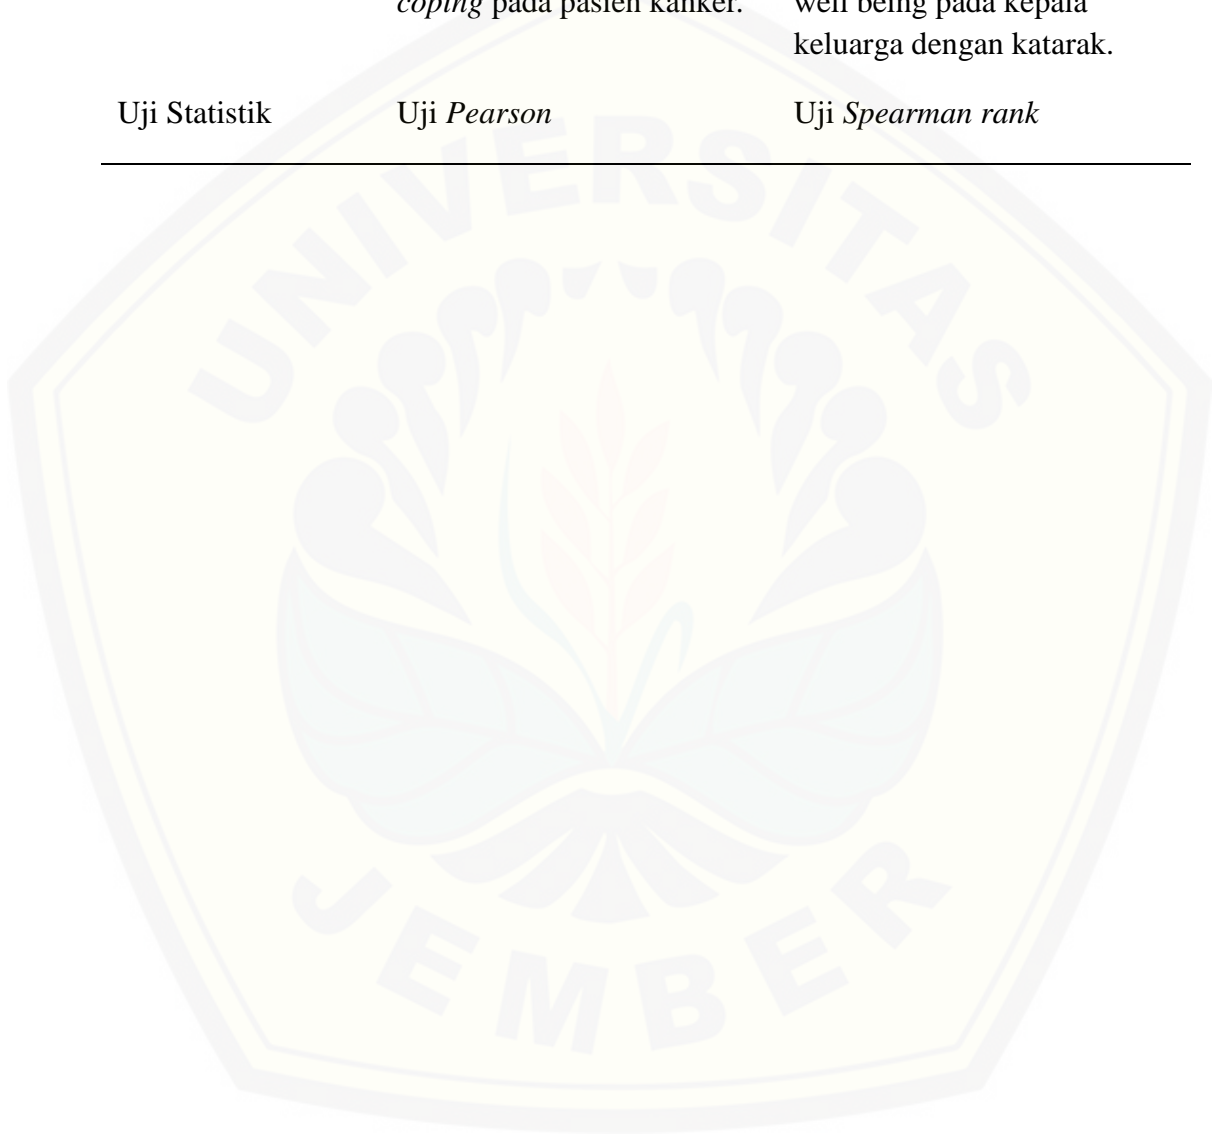 coping pada pasien kanker. well being pada kepala
keluarga dengan katarak.
Uji Statistik Uji Pearson Uji Spearman rank
UNIVERSITAS
JEMBER